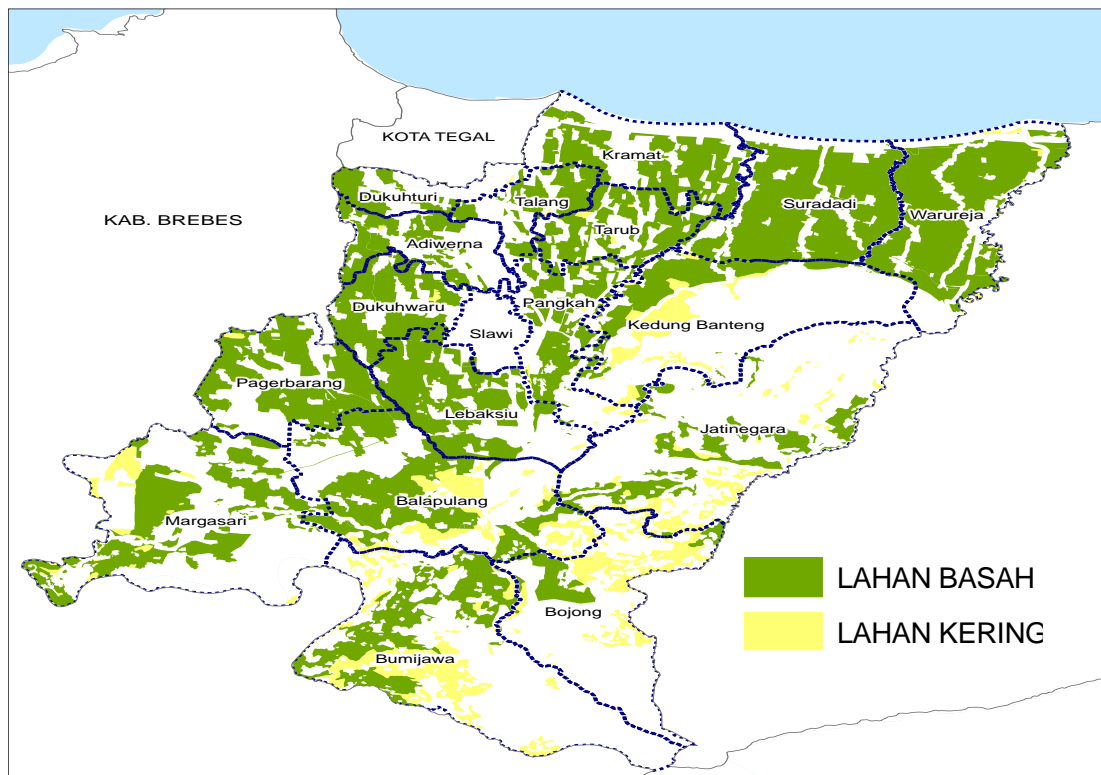 KOTA TEGAL
Kramat
Dukuhturi
Talang
Suradadi
Warureja
KAB. BREBES
Tarub
Adiwerna
Dukuhwaru
Pangkah
Slawi
Kedung Banteng
Pagerbarang
Lebaksiu
Jatinegara
Balapulang
Margasari
LAHAN BASAH
Bojong
LAHAN KERING
Bumijawa